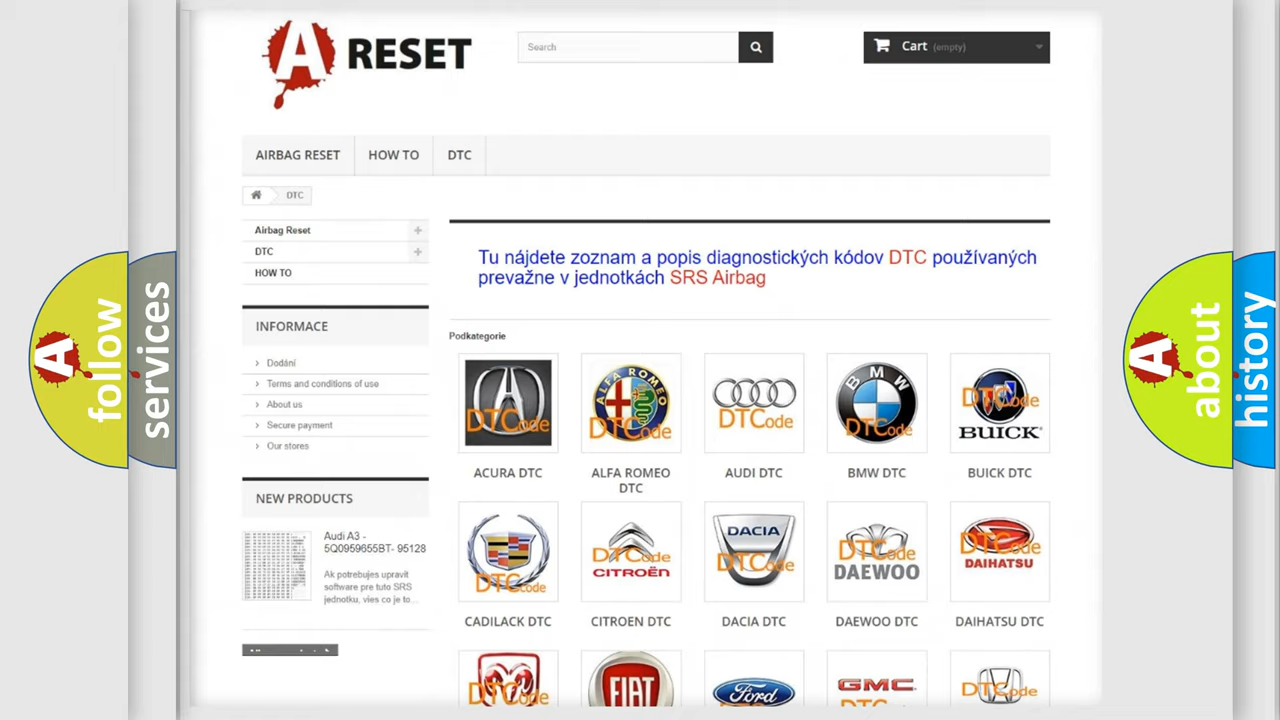 A RESET
Search
Cart (empty)
AIRBAG RESET
HOW TO
DTC
DTC
Airbag Reset
DTC
HOW TO
Tu nájdete zoznam a popis diagnostických kódov DTC používaných
prevažne v jednotkách SRS Airbag
INFORMACE
Dodání
Terms and conditions of use
About us
Secure payment
Our stores
Podkategorie
DTCode
ALFA ROMEO
DTCode
DTCode
BMW
DTCode
DTCode
BUICK
ACURA DTC
ALFA ROMEO
DTC
AUDI DTC
BMW DTC
BUICK DTC
NEW PRODUCTS
Audi A3 -
5Q0959655BT- 95128
Ak potrebujes upravit
software pre tuto SRS
jednotku, vies co je to...
DTCode
DTCode
CITROËN
DACIA
DTCode
DTCode
DAEWOO
DTCode
DAIHATSU
CADILACK DTC
CITROEN DTC
DACIA DTC
DAEWOO DTC
DAIHATSU DTC
DTCode
FIAT
Ford
GMC
DTCode
A follow
services
A about
history